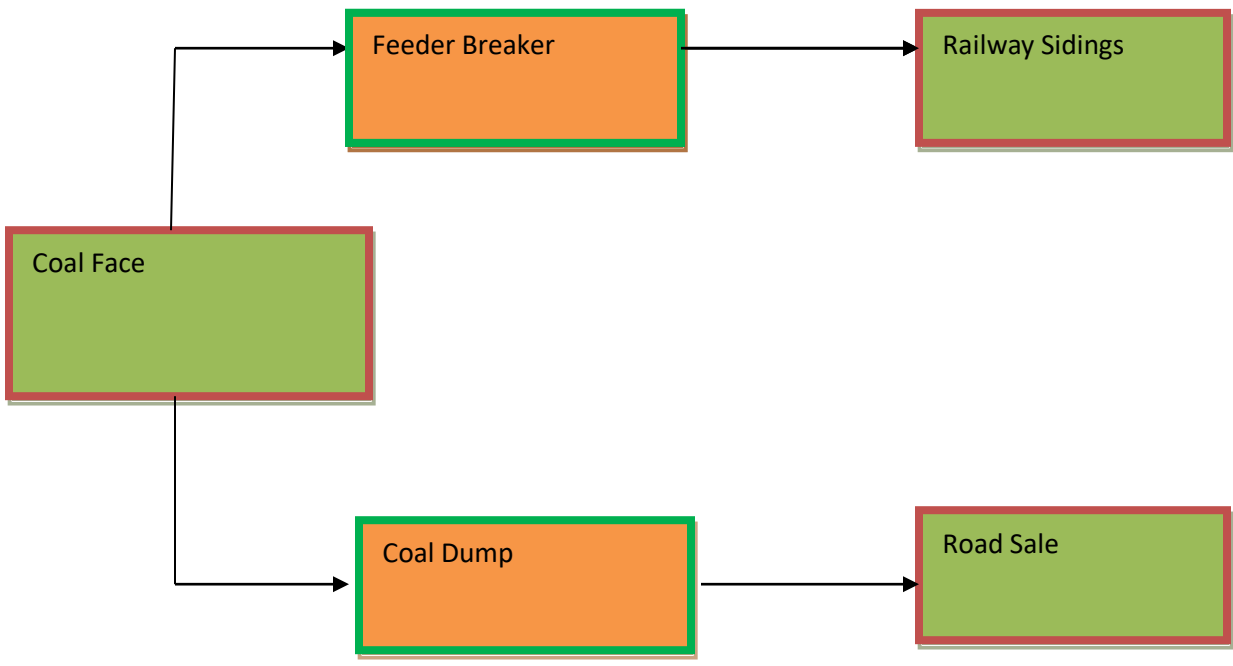 Feeder Breaker
Railway Sidings
Coal Face
Coal Dump
Road Sale